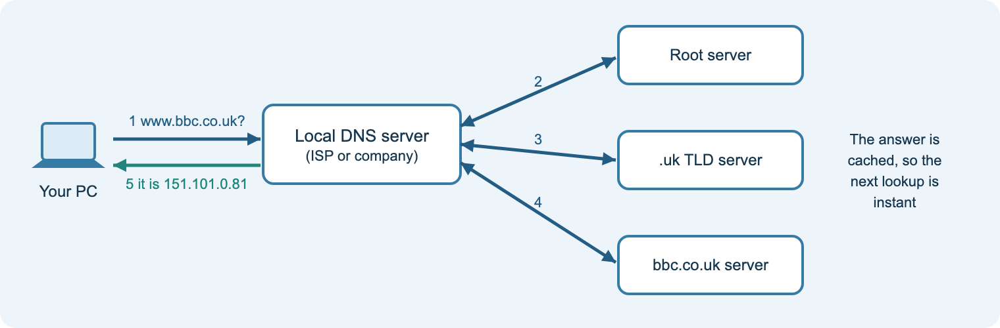 1 www.bbc.co.uk?
5 it is 151.101.0.81
Your PC
Local DNS server
(ISP or company)
2
3
4
Root server
.uk TLD server
bbc.co.uk server
The answer is
cached, so the
next lookup is
instant